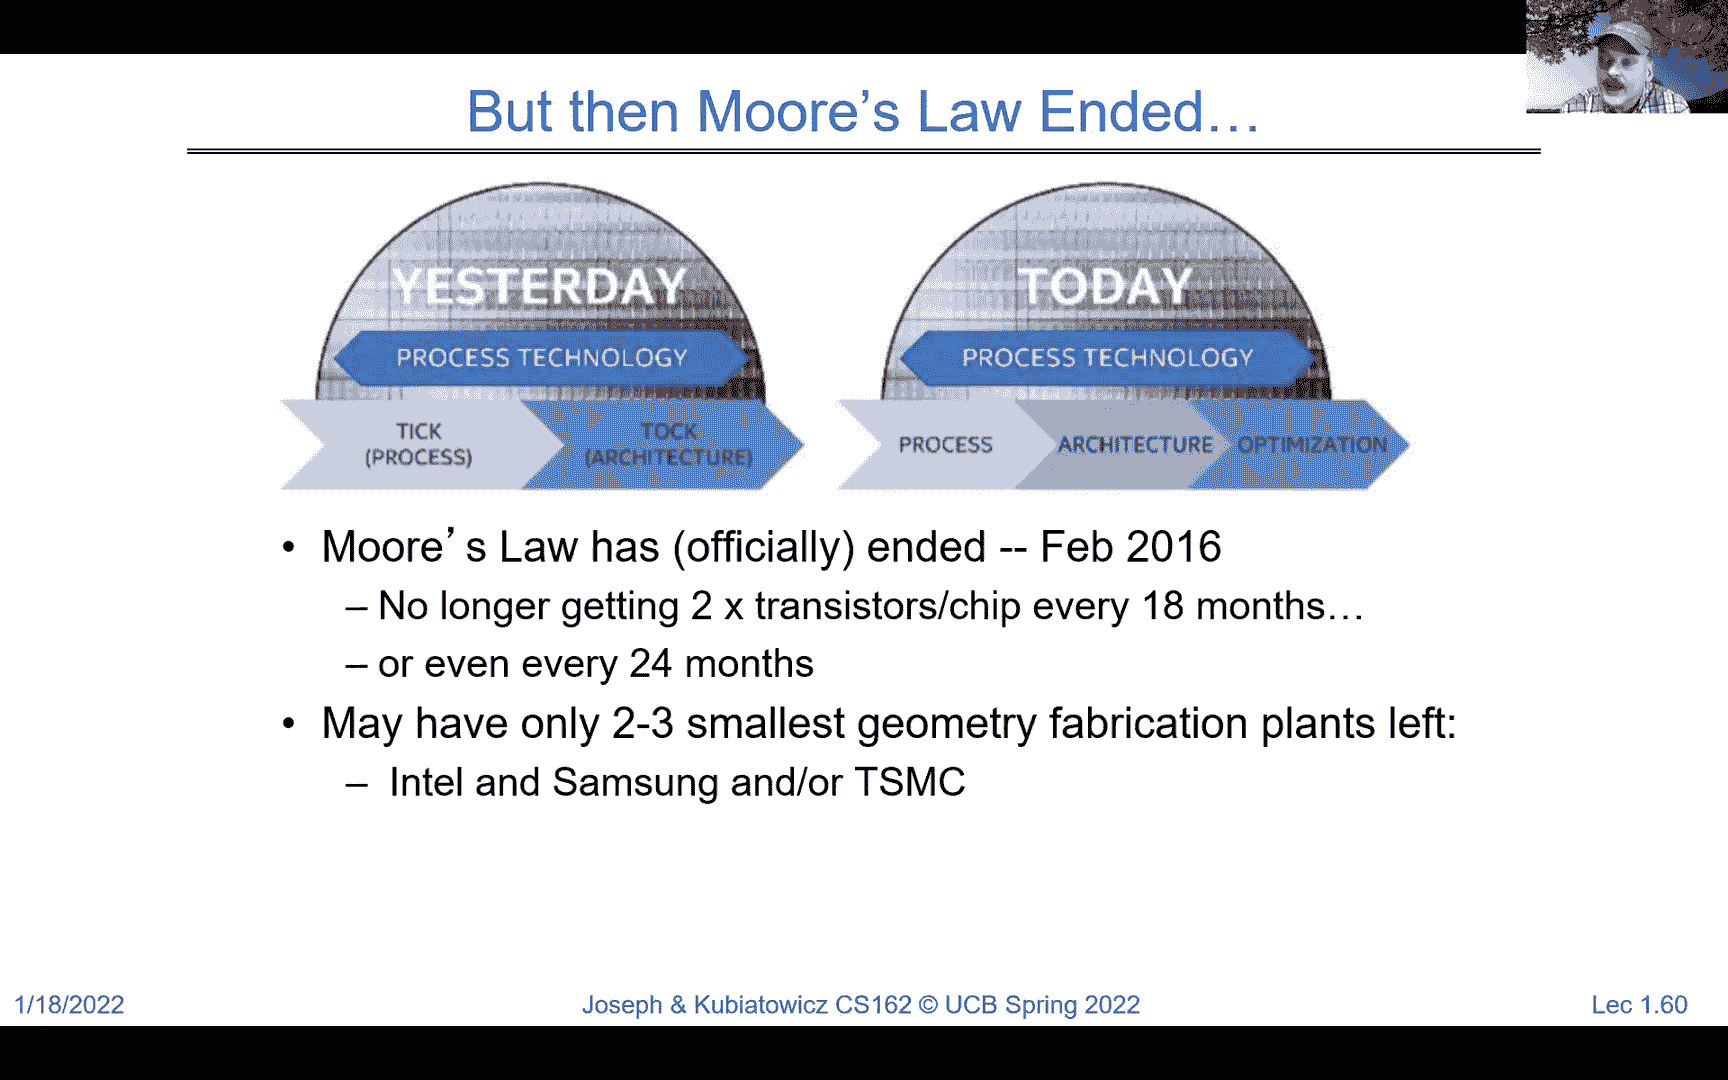 But then Moore’s Law Ended…
YESTERDAY
PROCESS TECHNOLOGY
TICK
(PROCESS)
TOCK
(ARCHITECTURE)
TODAY
PROCESS TECHNOLOGY
PROCESS
ARCHITECTURE
OPTIMIZATION
• Moore’s Law has (officially) ended -- Feb 2016
– No longer getting 2 x transistors/chip every 18 months…
– or even every 24 months
• May have only 2-3 smallest geometry fabrication plants left:
– Intel and Samsung and/or TSMC
1/18/2022
Joseph & Kubiatowicz CS162 © UCB Spring 2022
Lec 1.60